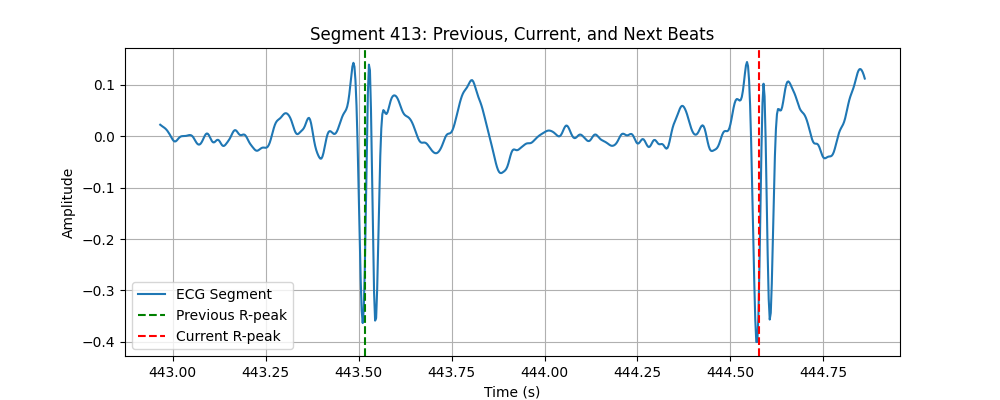 Segment 413: Previous, Current, and Next Beats
Amplitude
0.1
0.0
−0.1
−0.2
−0.3
−0.4
ECG Segment
Previous R-peak
Current R-peak
443.00 443.25 443.50 443.75 444.00 444.25 444.50 444.75
Time (s)